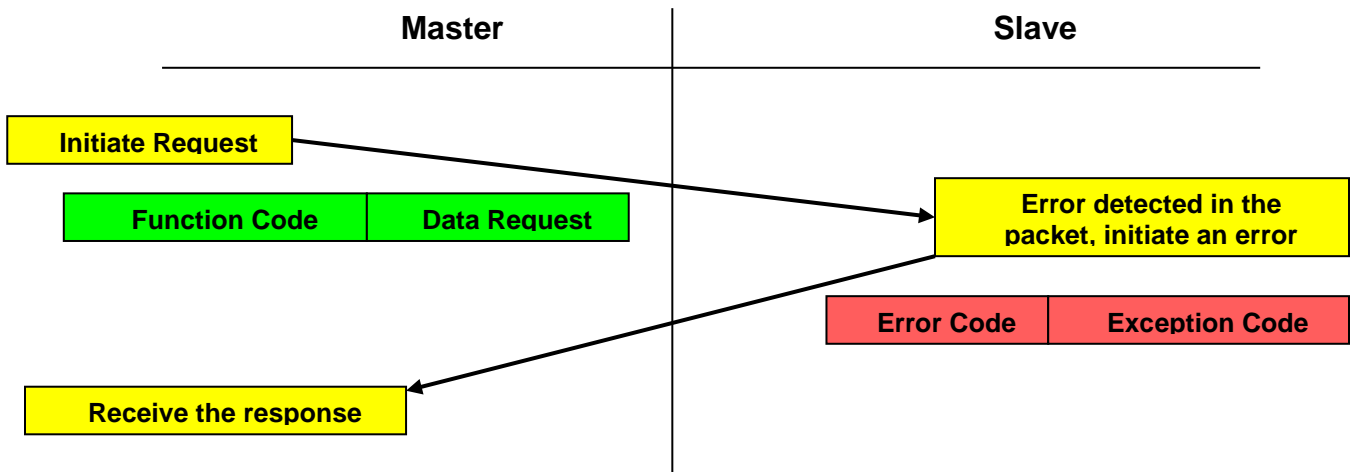 Master
Slave
Initiate Request
Function Code
Data Request
Error detected in the
packet, initiate an error
Error Code
Exception Code
Receive the response